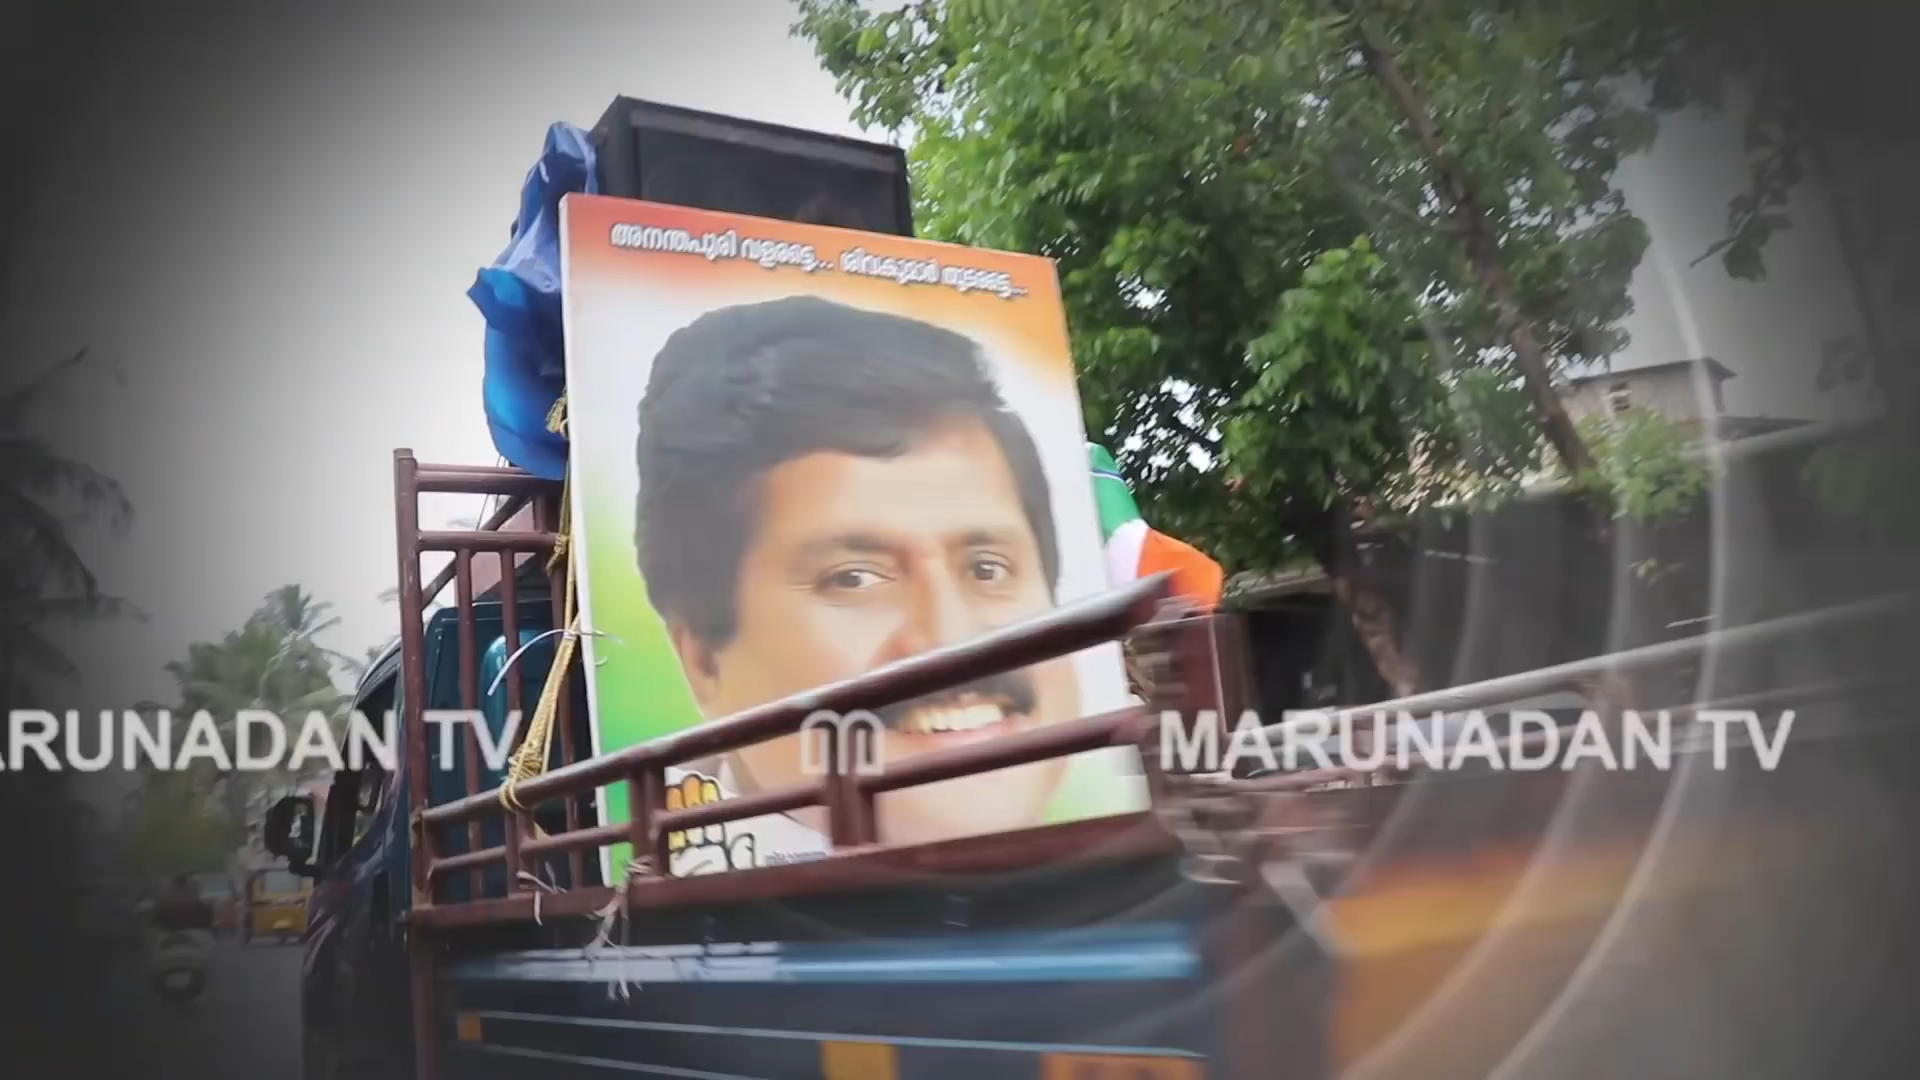 അനന്തപുരി വളരട്ടെ... ശിവകുമാർ തുടരട്ടെ...
ARUNADAN TV
MARUNADAN TV